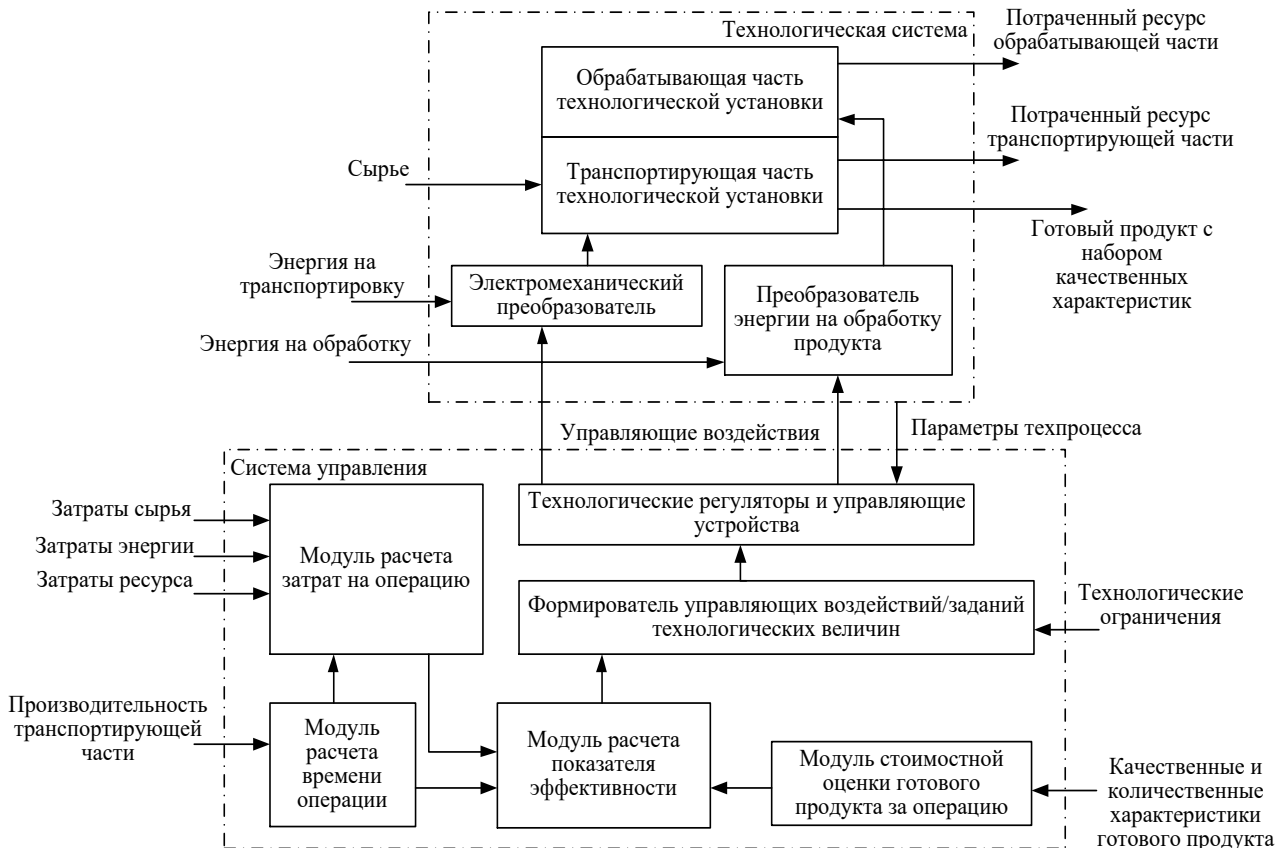 Технологическая система
Потраченный ресурс
обрабатывающей части
Обрабатывающая часть
технологической установки
Потраченный ресурс
транспортирующей части
Сырье
Транспортирующая часть
технологической установки
Готовый продукт с
набором
качественных
характеристик
Энергия на
транспортировку
Электромеханический
преобразователь
Преобразователь
энергии на обработку
продукта
Энергия на обработку
Управляющие воздействия
Параметры техпроцесса
Система управления
Затраты сырья
Затраты энергии
Затраты ресурса
Модуль расчета
затрат на операцию
Технологические регуляторы и управляющие
устройства
Формирователь управляющих воздействий/заданий
технологических величин
Технологические
ограничения
Производительность
транспортирующей
части
Модуль
расчета
времени
операции
Модуль расчета
показателя
эффективности
Модуль стоимостной
оценки готового
продукта за операцию
Качественные и
количественные
характеристики
готового продукта